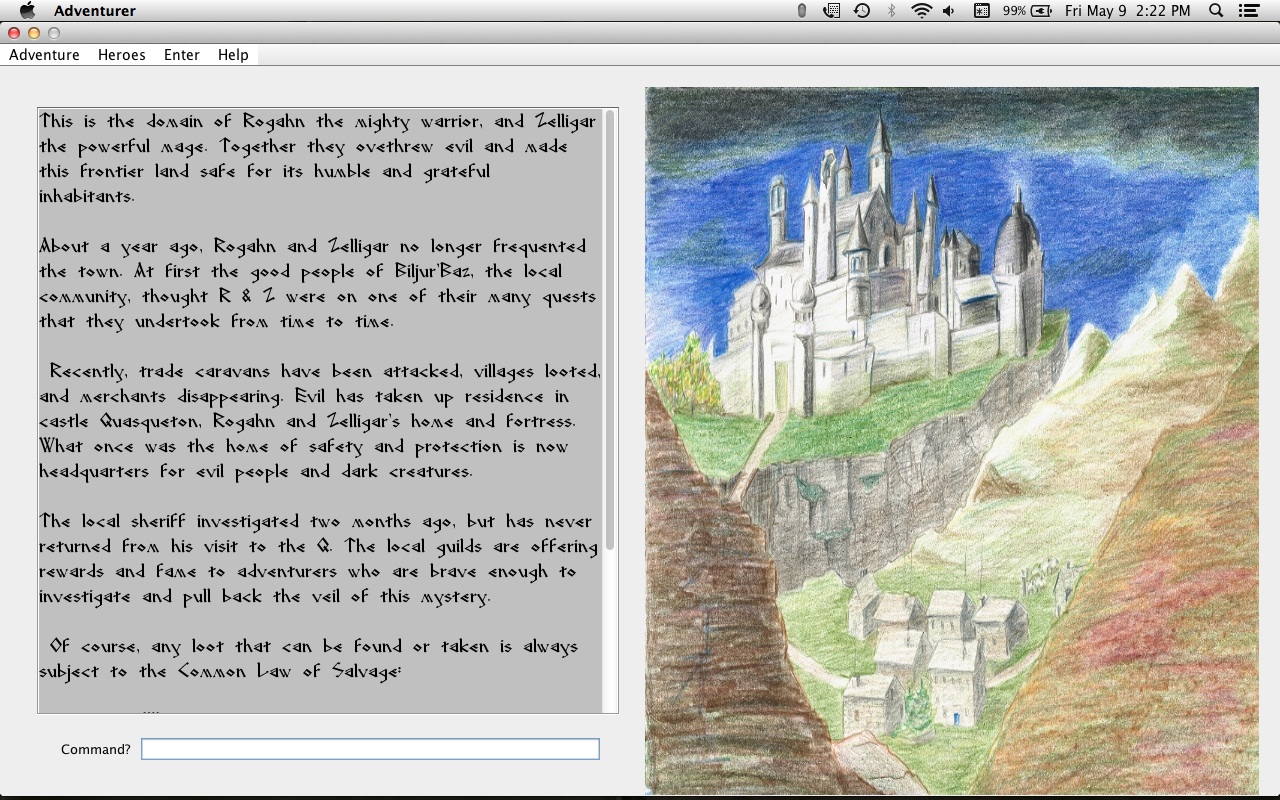 Adventurer
99%
Fri May 9 2:22 PM
Adventure Heroes Enter Help
This is the domain of Rogahn the mighty warrior, and Zelligar
the powerful mage. Together they ovethrew evil and made
this frontier land safe for its humble and grateful
inhabitants.
About a year ago, Rogahn and Zelligar no longer frequented
the town. At first the good people of Biljur'Baz, the local
community, thought R & Z were on one of their many quests
that they undertook from time to time.
Recently, trade caravans have been attacked, villages looted,
and merchants disappearing. Evil has taken up residence in
castle Quasqueton, Rogahn and Zelligar's home and fortress.
What once was the home of safety and protection is now
headquarters for evil people and dark creatures.
The local sheriff investigated two months ago, but has never
returned from his visit to the Q. The local guilds are offering
rewards and fame to adventurers who are brave enough to
investigate and pull back the veil of this mystery.
Of course, any loot that can be found or taken is always
subject to the Common Law of Salvage:
Command?